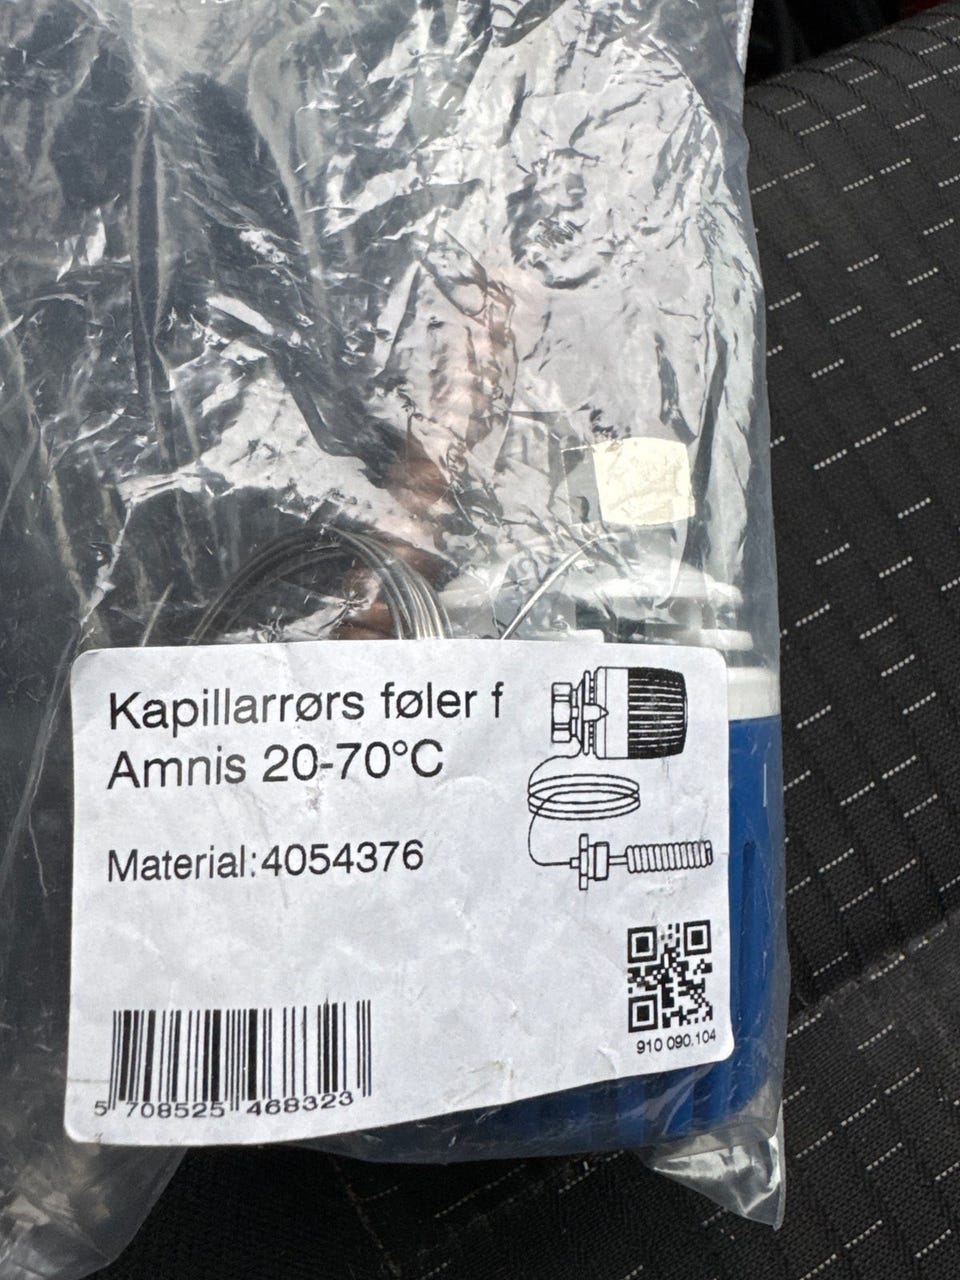 Kapillarrørs føler f
Amnis 20-70°C
Material:4054376
910 090.104
5 708525 468323